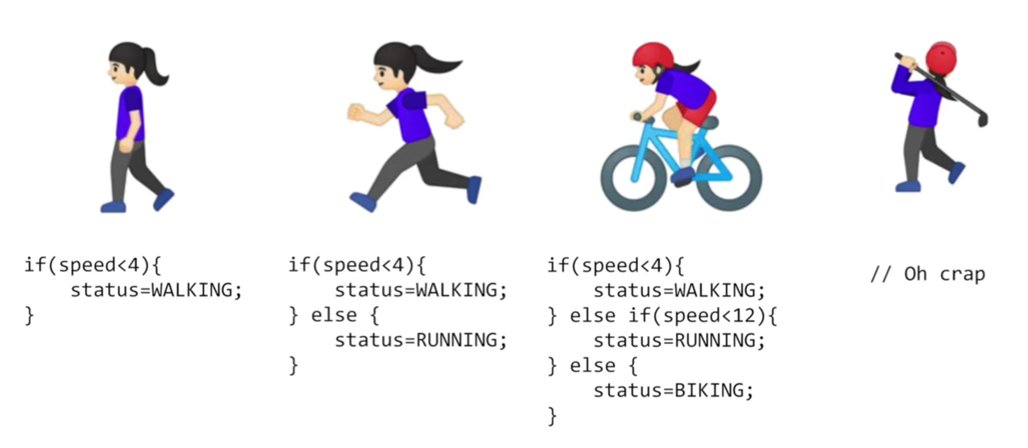 if(speed<4){
    status=WALKING;
}
if(speed<4){
    status=WALKING;
} else {
    status=RUNNING;
}
if(speed<4){
    status=WALKING;
} else if(speed<12){
    status=RUNNING;
} else {
    status=BIKING;
}
// Oh crap